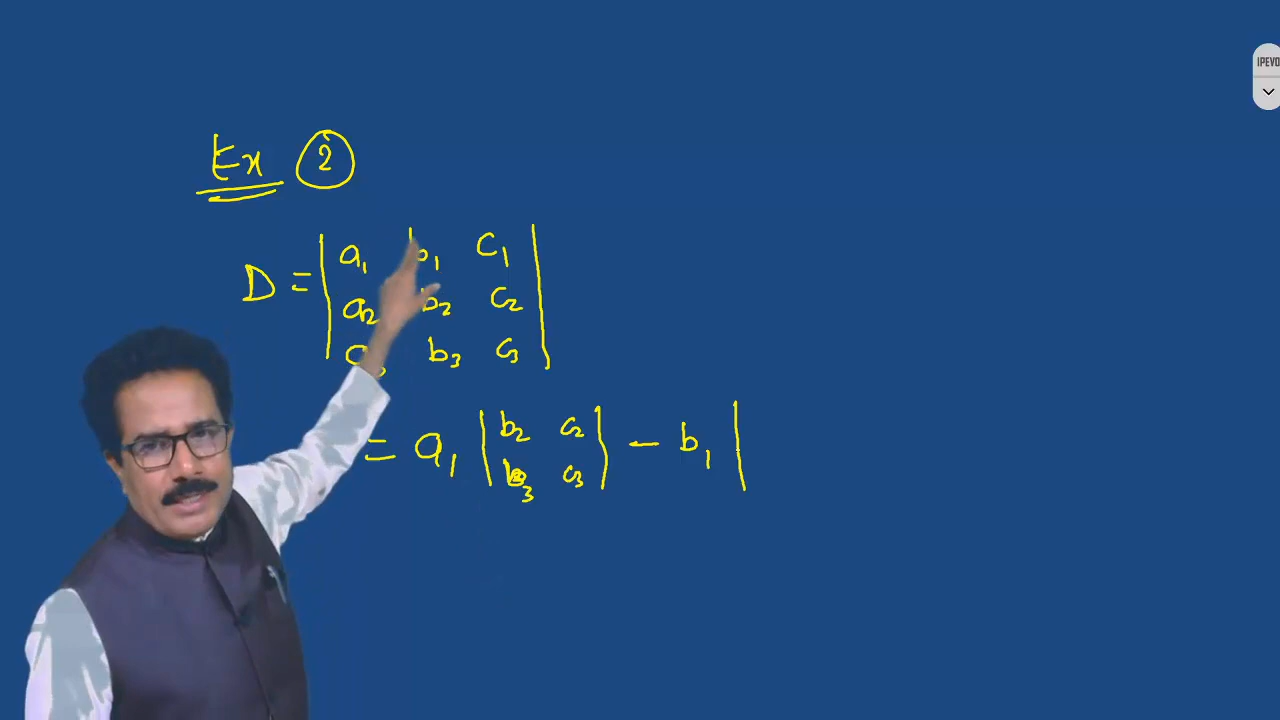 IPEVO
Ex ②
a₁ b₁ c₁
D = a₂ b₂ c₂
b₃ c₃
= a₁ | b₂ c₂ | − b₁ |
| b₃ c₃ |